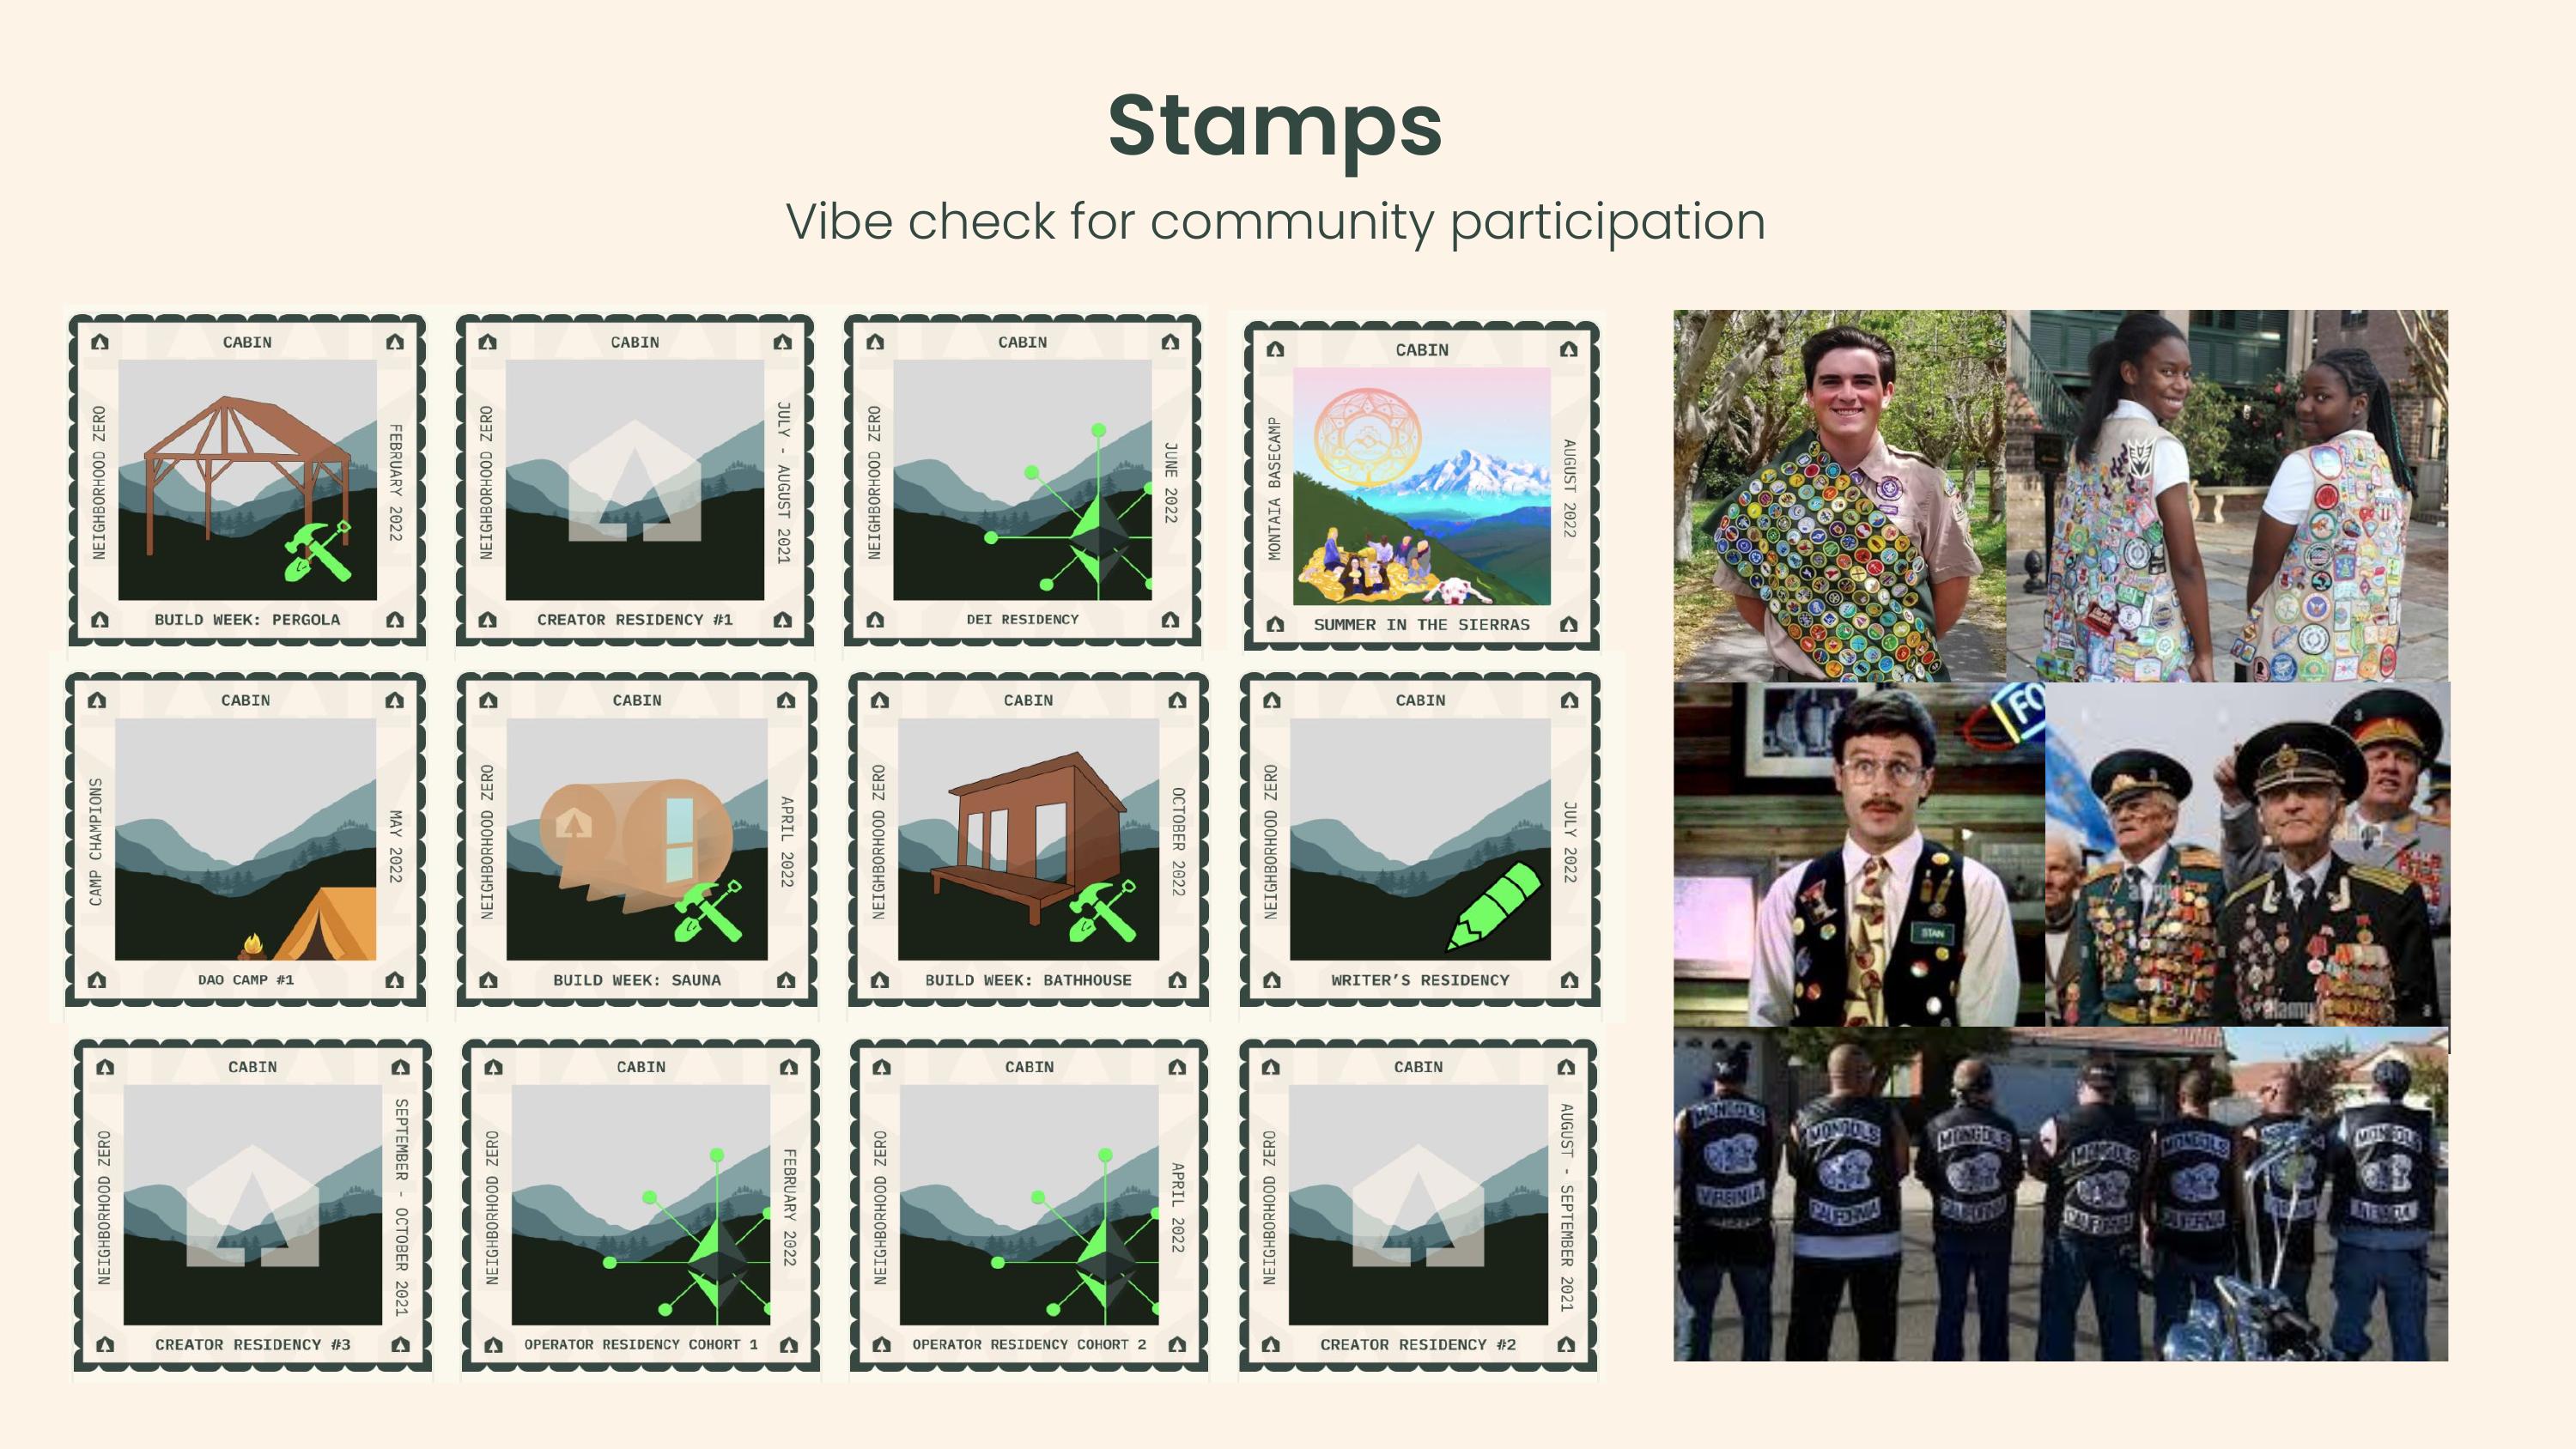 Stamps
Vibe check for community participation
CABIN
NEIGHBORHOOD ZERO
FEBRUARY 2022
BUILD WEEK: PERGOLA
CABIN
NEIGHBORHOOD ZERO
JULY - AUGUST 2021
CREATOR RESIDENCY #1
CABIN
NEIGHBORHOOD ZERO
JUNE 2022
DEI RESIDENCY
CABIN
MONTAIA BASECAMP
AUGUST 2022
SUMMER IN THE SIERRAS
CABIN
CAMP CHAMPIONS
MAY 2022
DAO CAMP #1
CABIN
NEIGHBORHOOD ZERO
APRIL 2022
BUILD WEEK: SAUNA
CABIN
NEIGHBORHOOD ZERO
OCTOBER 2022
BUILD WEEK: BATHHOUSE
CABIN
NEIGHBORHOOD ZERO
JULY 2022
WRITER'S RESIDENCY
FO
STAN
CABIN
NEIGHBORHOOD ZERO
SEPTEMBER - OCTOBER 2021
CREATOR RESIDENCY #3
CABIN
NEIGHBORHOOD ZERO
FEBRUARY 2022
OPERATOR RESIDENCY COHORT 1
CABIN
NEIGHBORHOOD ZERO
APRIL 2022
OPERATOR RESIDENCY COHORT 2
CABIN
NEIGHBORHOOD ZERO
AUGUST - SEPTEMBER 2021
CREATOR RESIDENCY #2
MONGOLS
VIRGINIA
MONGOLS
CALIFORNIA
MONGOLS
CALIFORNIA
MONGOLS
CALIFORNIA
MONGOLS
CALIFORNIA
MONGOLS
NEVADA